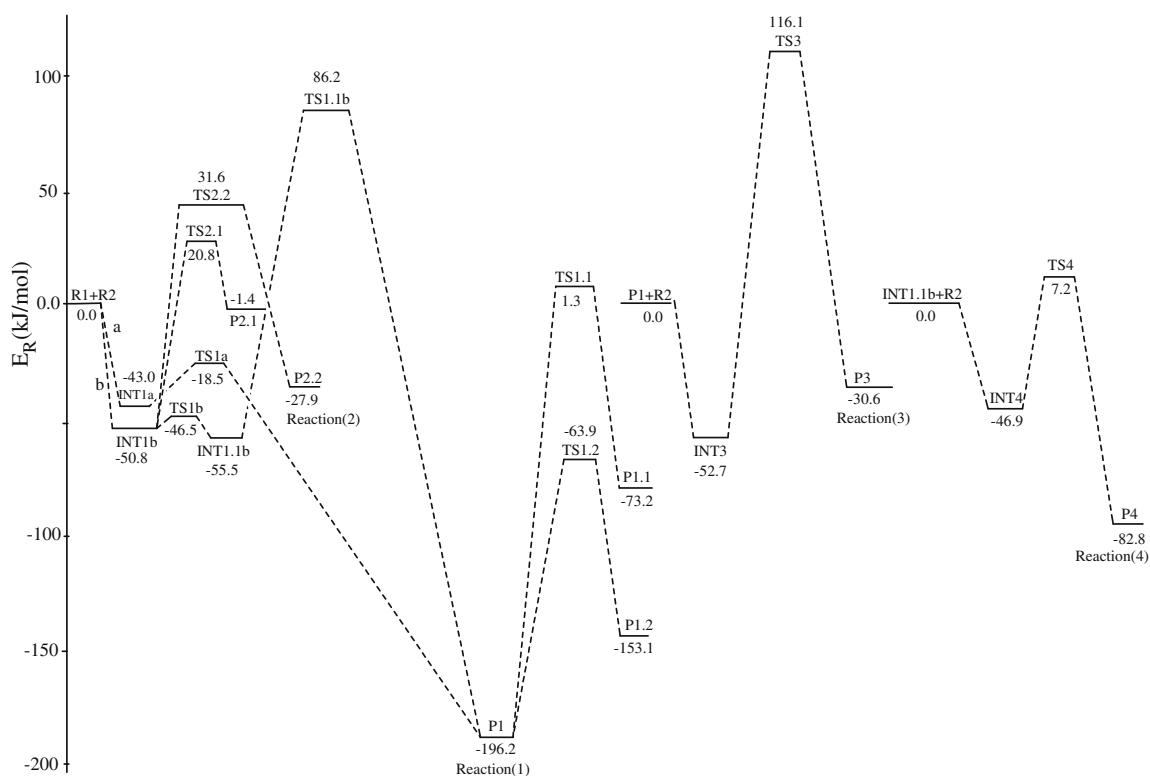 116.1
TS3
86.2
TS1.1b
100
31.6
TS2.2
50
TS2.1
20.8
TS1.1
1.3
TS4
7.2
E_R(kJ/mol)
0.0
R1+R2
0.0
a
b
-1.4
P2.1
P1+R2
0.0
INT1.1b+R2
0.0
-43.0
INT1a
TS1a
-18.5
P2.2
-27.9
Reaction(2)
P3
-30.6
Reaction(3)
INT4
-46.9
TS1b
-46.5
INT1b
-50.8
INT1.1b
-55.5
-63.9
TS1.2
INT3
-52.7
P1.1
-73.2
P4
-82.8
Reaction(4)
-100
P1.2
-153.1
-150
P1
-196.2
Reaction(1)
-200